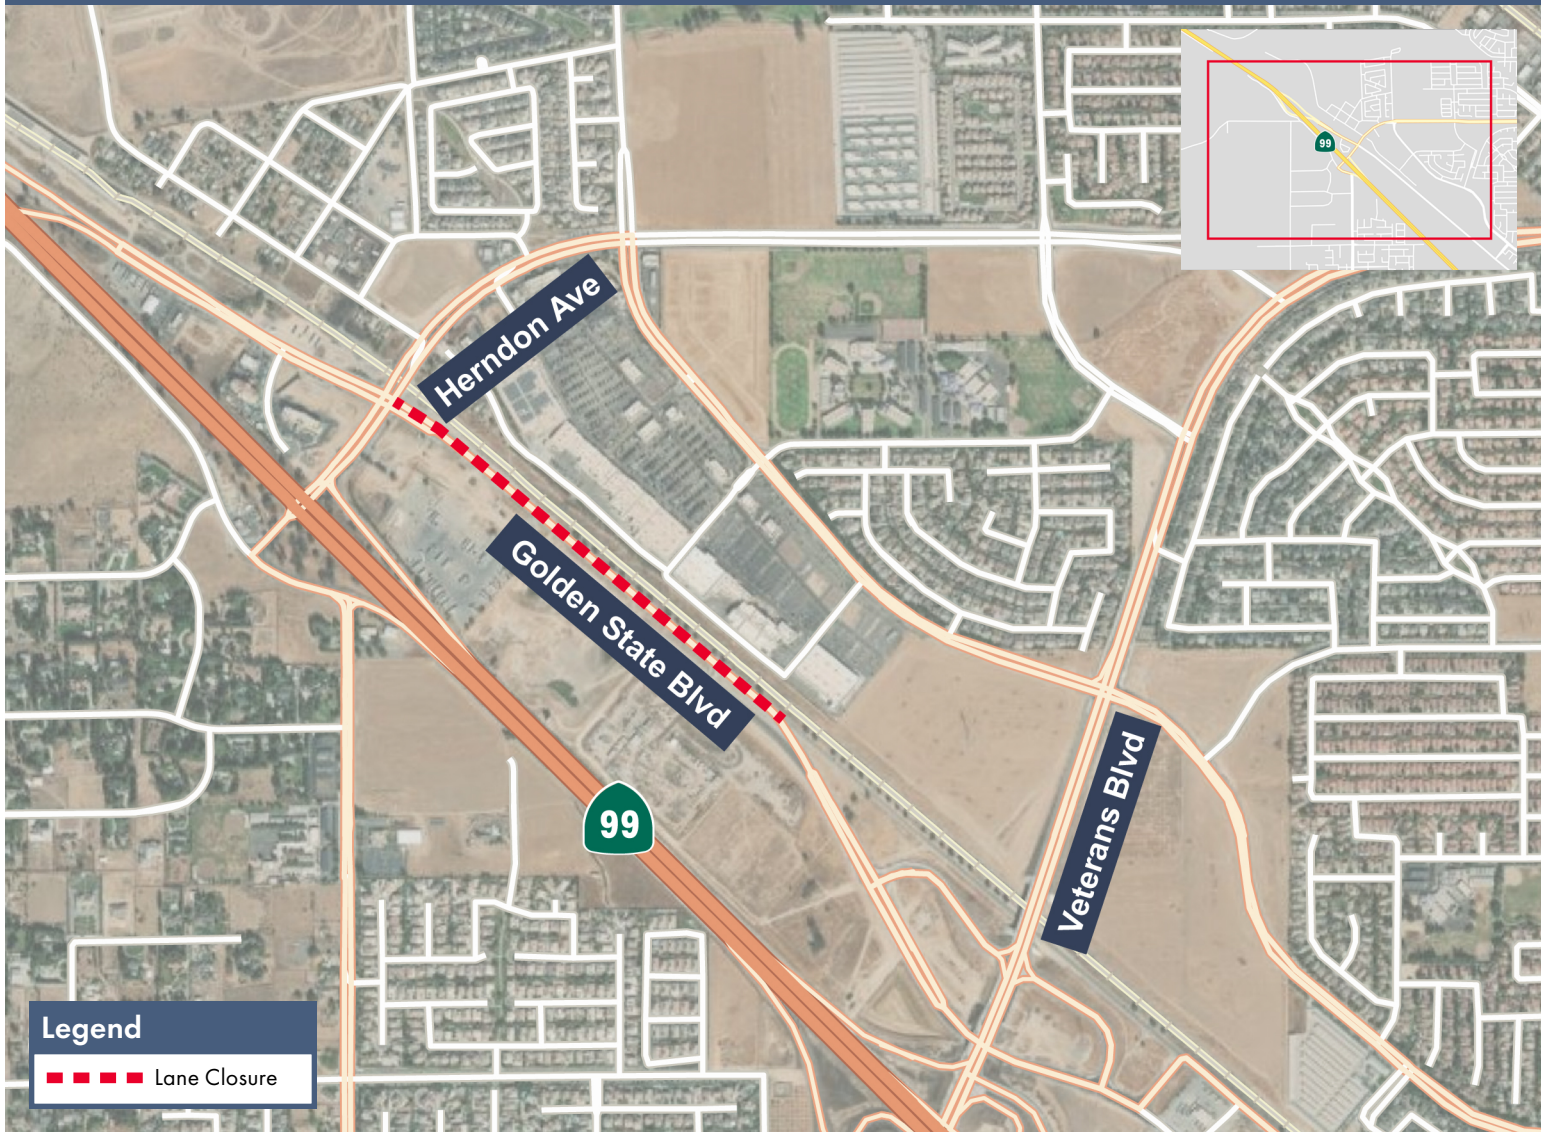 99
Herndon Ave
Golden State Blvd
99
Veterans Blvd
Legend
Lane Closure